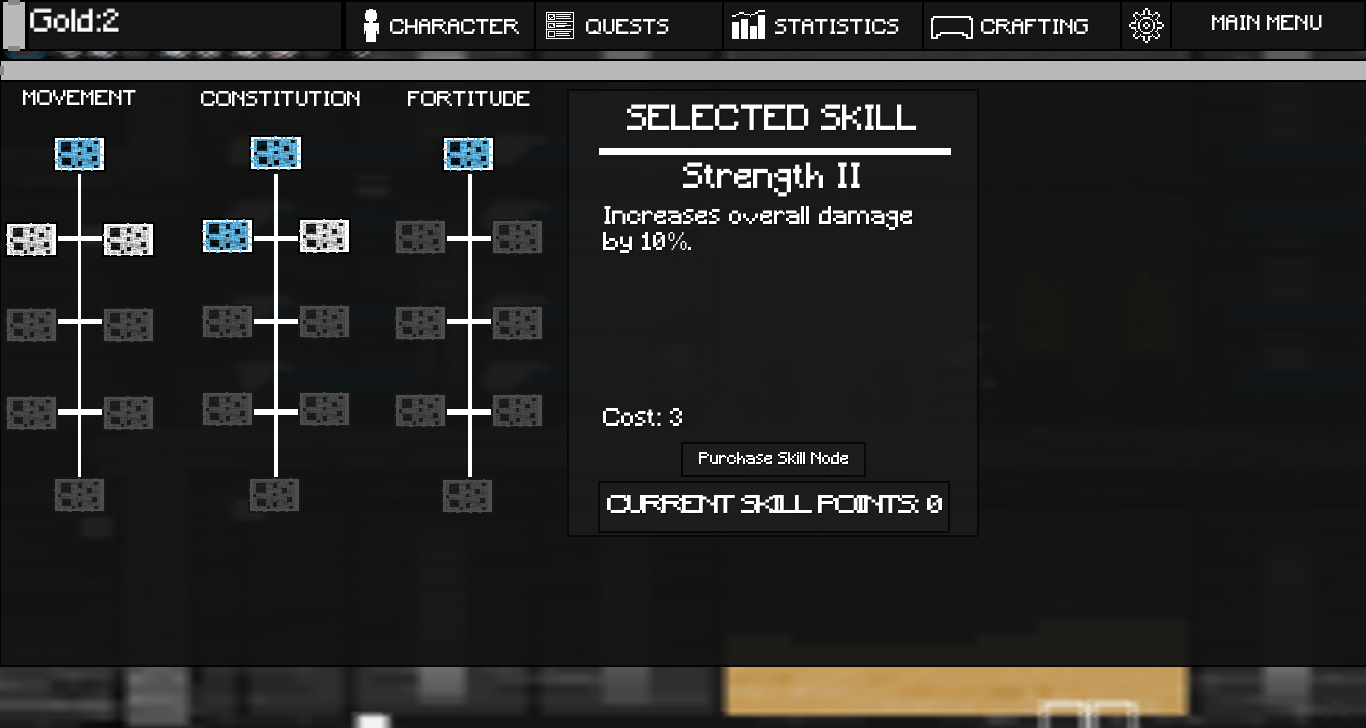 Gold:2
CHARACTER
QUESTS
STATISTICS
CRAFTING
MAIN MENU
MOVEMENT
CONSTITUTION
FORTITUDE
SELECTED SKILL
Strength II
Increases overall damage
by 10%.
Cost: 3
Purchase Skill Node
CURRENT SKILL POINTS: 0